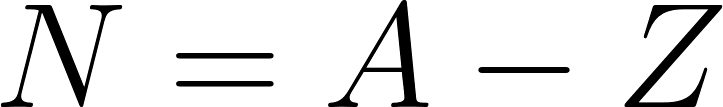 N = A − Z